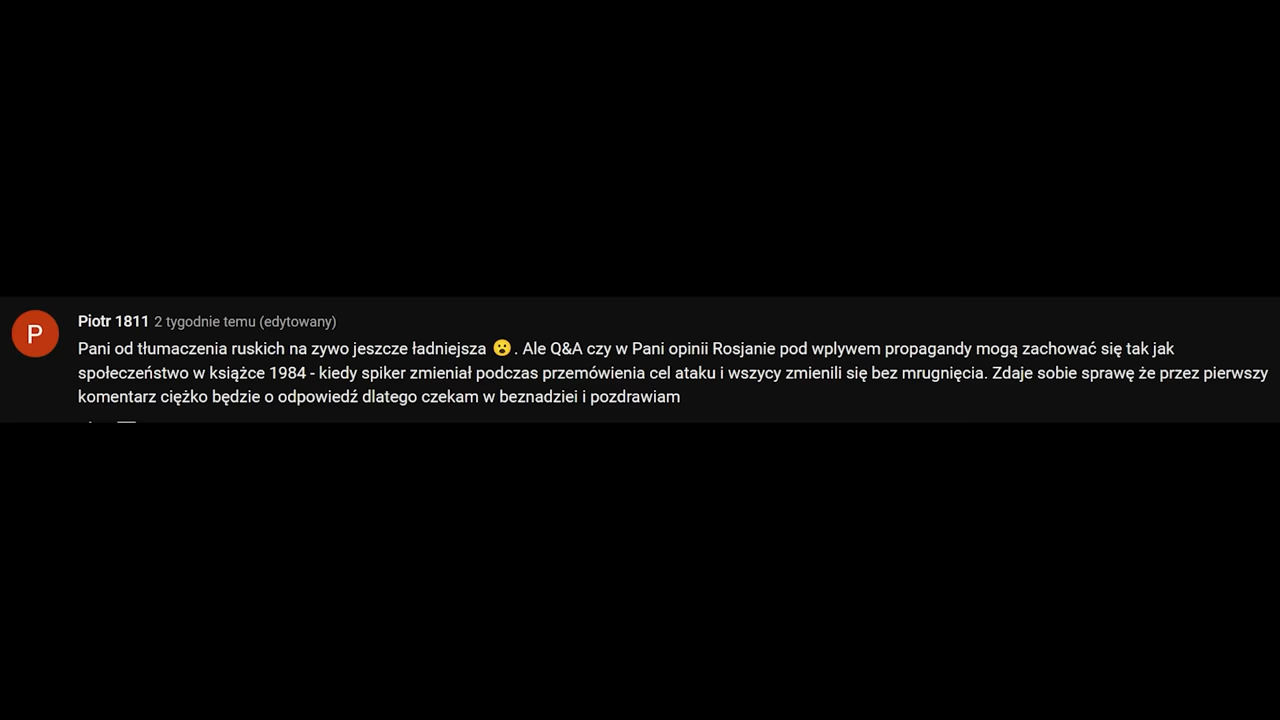 P
Piotr 1811 2 tygodnie temu (edytowany)
Pani od tłumaczenia ruskich na zywo jeszcze ładniejsza 😮. Ale Q&A czy w Pani opinii Rosjanie pod wplywem propagandy mogą zachować się tak jak
społeczeństwo w książce 1984 - kiedy spiker zmieniał podczas przemówienia cel ataku i wszycy zmienili się bez mrugnięcia. Zdaje sobie sprawę że przez pierwszy
komentarz ciężko będzie o odpowiedź dlatego czekam w beznadziei i pozdrawiam